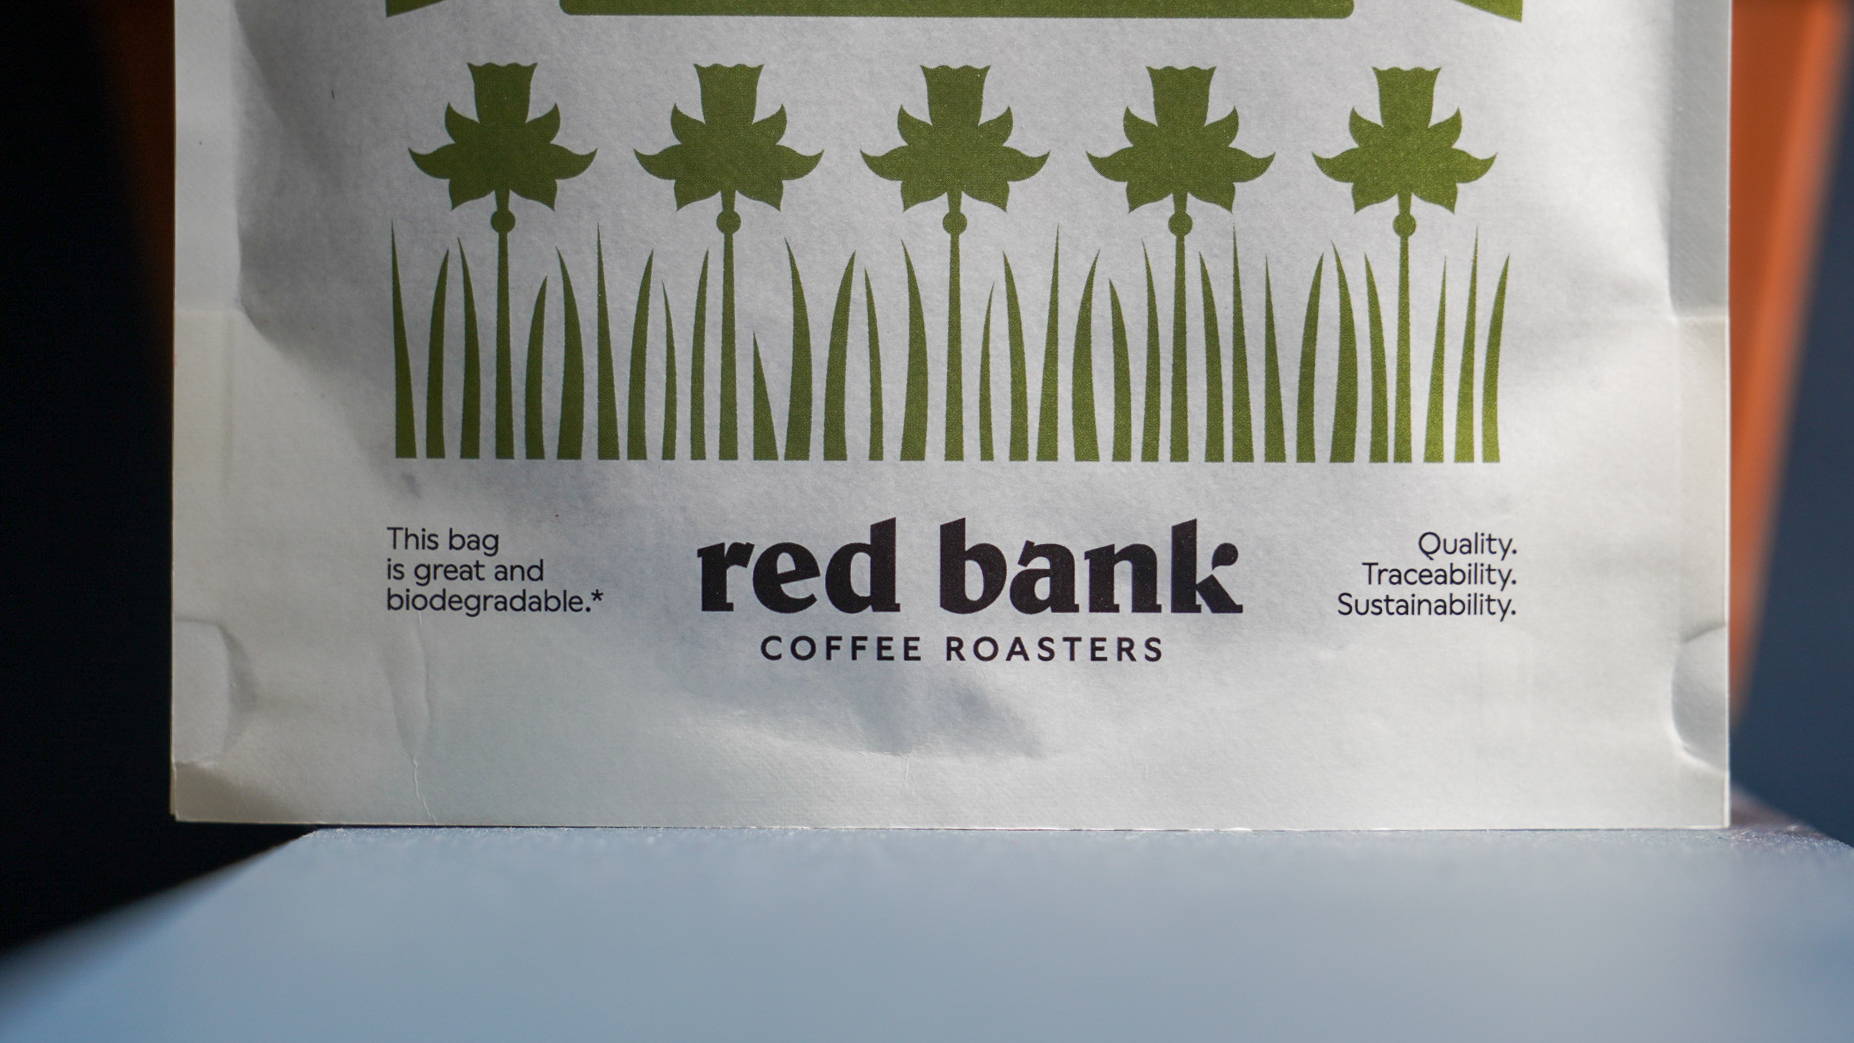 This bag
is great and
biodegradable.*
red bank
COFFEE ROASTERS
Quality.
Traceability.
Sustainability.